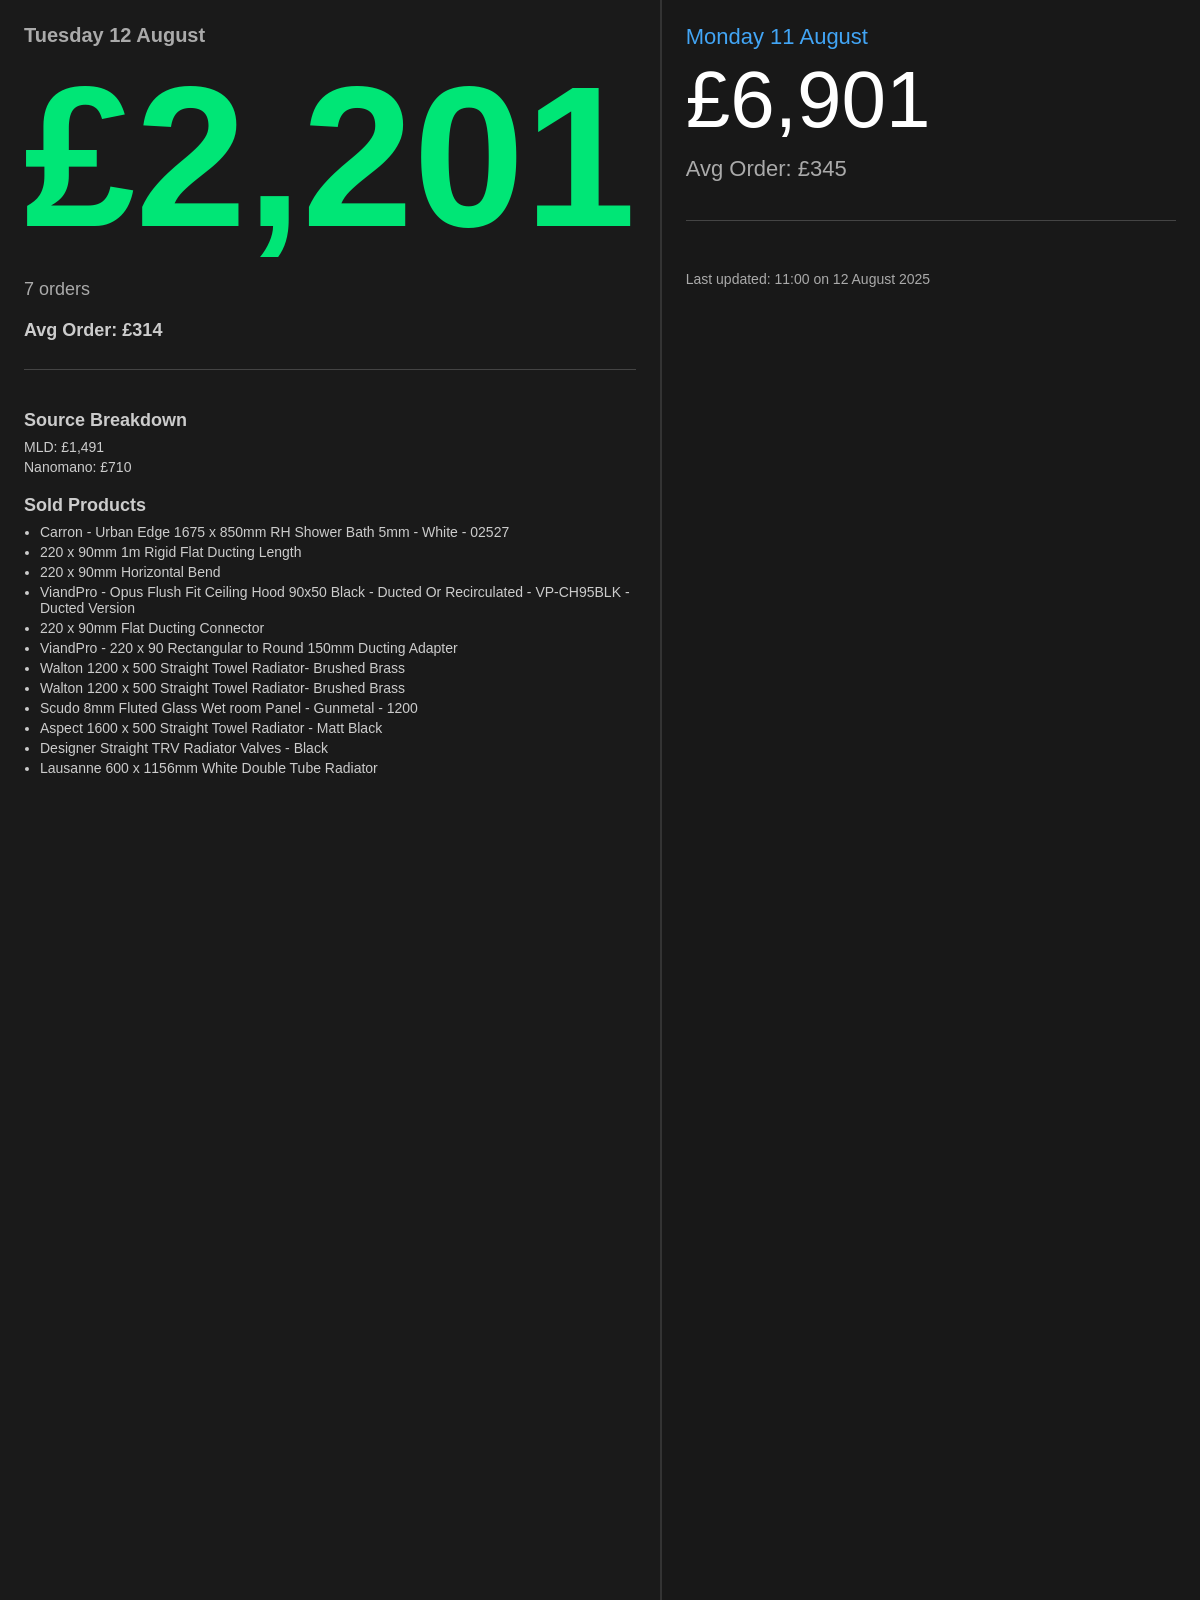 Tuesday 12 August
£2,201
7 orders
Avg Order: £314
Source Breakdown
MLD: £1,491
Nanomano: £710
Sold Products
• Carron - Urban Edge 1675 x 850mm RH Shower Bath 5mm - White - 02527
• 220 x 90mm 1m Rigid Flat Ducting Length
• 220 x 90mm Horizontal Bend
• ViandPro - Opus Flush Fit Ceiling Hood 90x50 Black - Ducted Or Recirculated - VP-CH95BLK -
Ducted Version
• 220 x 90mm Flat Ducting Connector
• ViandPro - 220 x 90 Rectangular to Round 150mm Ducting Adapter
• Walton 1200 x 500 Straight Towel Radiator- Brushed Brass
• Walton 1200 x 500 Straight Towel Radiator- Brushed Brass
• Scudo 8mm Fluted Glass Wet room Panel - Gunmetal - 1200
• Aspect 1600 x 500 Straight Towel Radiator - Matt Black
• Designer Straight TRV Radiator Valves - Black
• Lausanne 600 x 1156mm White Double Tube Radiator
Monday 11 August
£6,901
Avg Order: £345
Last updated: 11:00 on 12 August 2025